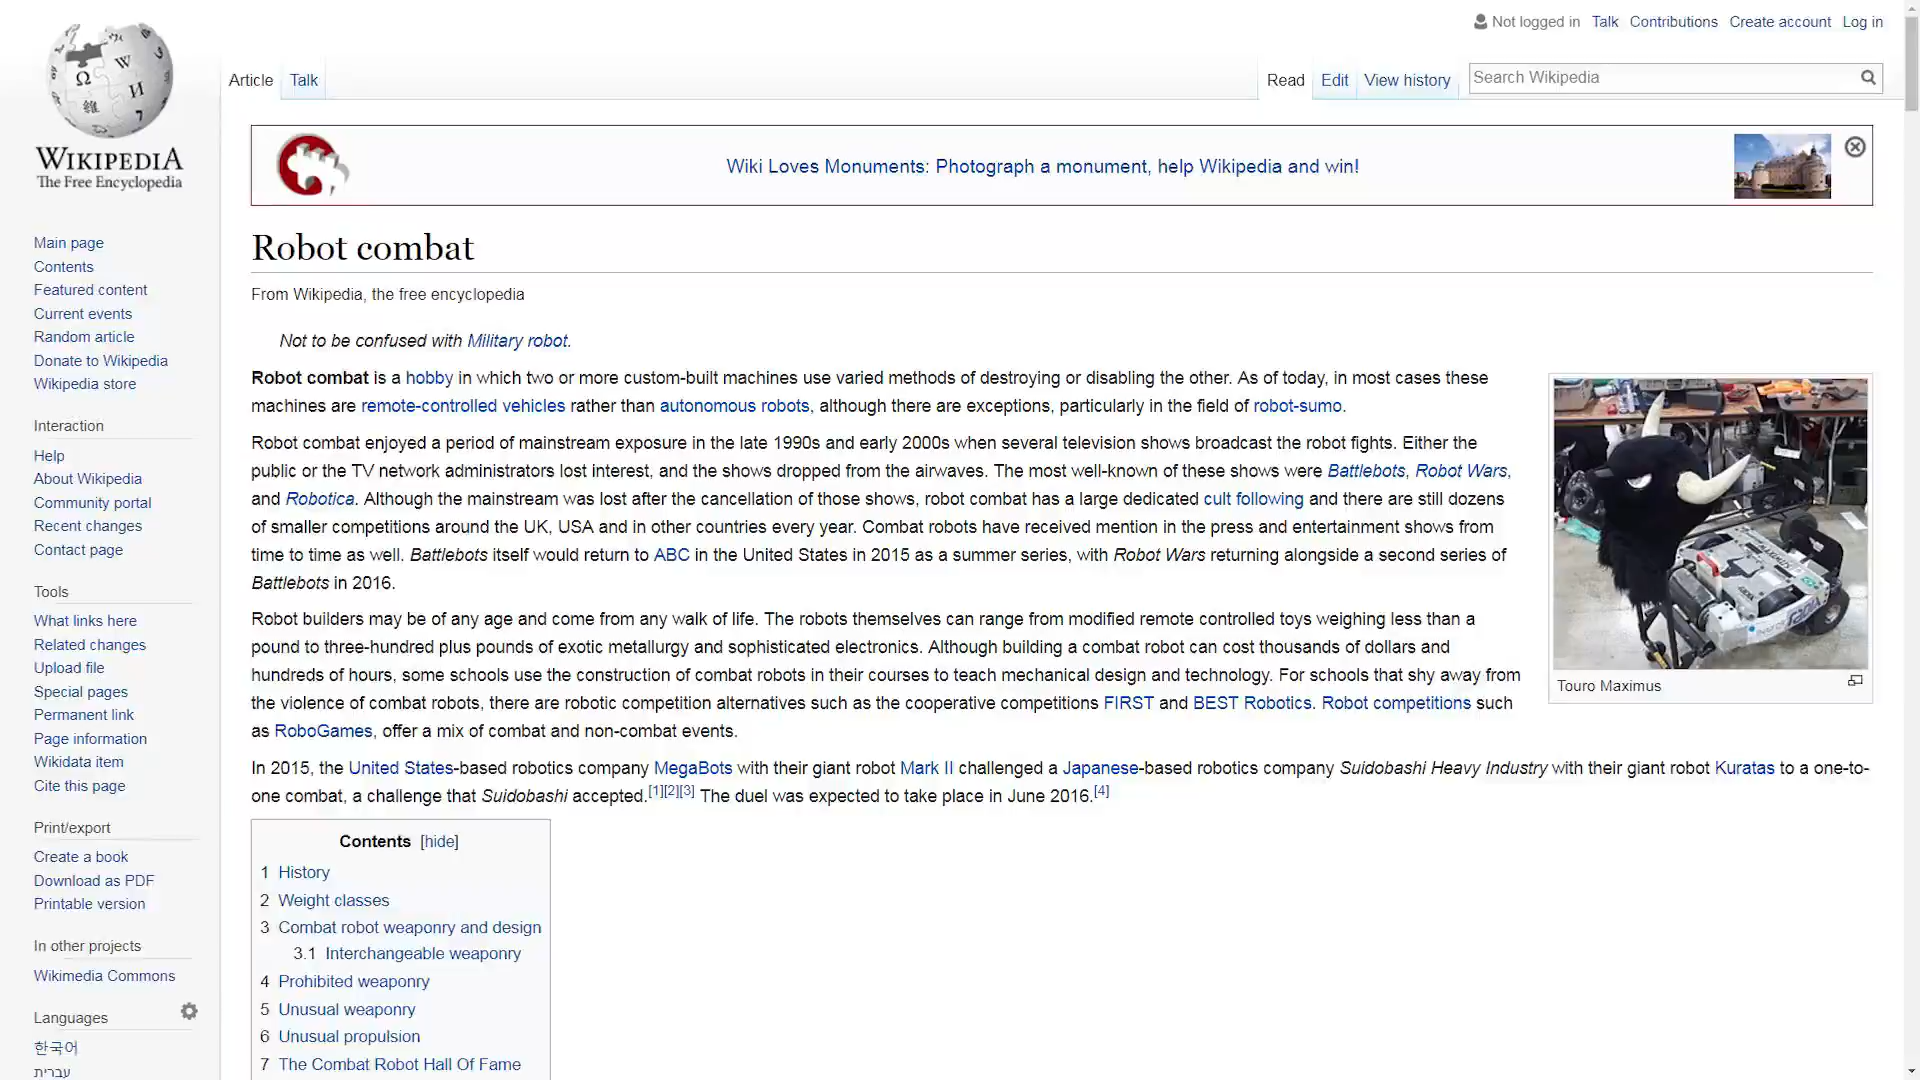 Not logged in Talk Contributions Create account Log in
Article Talk Read Edit View history Search Wikipedia
WIKIPEDIA
The Free Encyclopedia
Main page
Contents
Featured content
Current events
Random article
Donate to Wikipedia
Wikipedia store
Interaction
Help
About Wikipedia
Community portal
Recent changes
Contact page
Tools
What links here
Related changes
Upload file
Special pages
Permanent link
Page information
Wikidata item
Cite this page
Print/export
Create a book
Download as PDF
Printable version
In other projects
Wikimedia Commons
Languages
한국어
עברית
Wiki Loves Monuments: Photograph a monument, help Wikipedia and win!
Robot combat
From Wikipedia, the free encyclopedia
Not to be confused with Military robot.
Robot combat is a hobby in which two or more custom-built machines use varied methods of destroying or disabling the other. As of today, in most cases these
machines are remote-controlled vehicles rather than autonomous robots, although there are exceptions, particularly in the field of robot-sumo.
Robot combat enjoyed a period of mainstream exposure in the late 1990s and early 2000s when several television shows broadcast the robot fights. Either the
public or the TV network administrators lost interest, and the shows dropped from the airwaves. The most well-known of these shows were Battlebots, Robot Wars,
and Robotica. Although the mainstream was lost after the cancellation of those shows, robot combat has a large dedicated cult following and there are still dozens
of smaller competitions around the UK, USA and in other countries every year. Combat robots have received mention in the press and entertainment shows from
time to time as well. Battlebots itself would return to ABC in the United States in 2015 as a summer series, with Robot Wars returning alongside a second series of
Battlebots in 2016.
Robot builders may be of any age and come from any walk of life. The robots themselves can range from modified remote controlled toys weighing less than a
pound to three-hundred plus pounds of exotic metallurgy and sophisticated electronics. Although building a combat robot can cost thousands of dollars and
hundreds of hours, some schools use the construction of combat robots in their courses to teach mechanical design and technology. For schools that shy away from
the violence of combat robots, there are robotic competition alternatives such as the cooperative competitions FIRST and BEST Robotics. Robot competitions such
as RoboGames, offer a mix of combat and non-combat events.
Touro Maximus
In 2015, the United States-based robotics company MegaBots with their giant robot Mark II challenged a Japanese-based robotics company Suidobashi Heavy Industry with their giant robot Kuratas to a one-to-
one combat, a challenge that Suidobashi accepted.[1][2][3] The duel was expected to take place in June 2016.[4]
Contents [hide]
1 History
2 Weight classes
3 Combat robot weaponry and design
3.1 Interchangeable weaponry
4 Prohibited weaponry
5 Unusual weaponry
6 Unusual propulsion
7 The Combat Robot Hall Of Fame